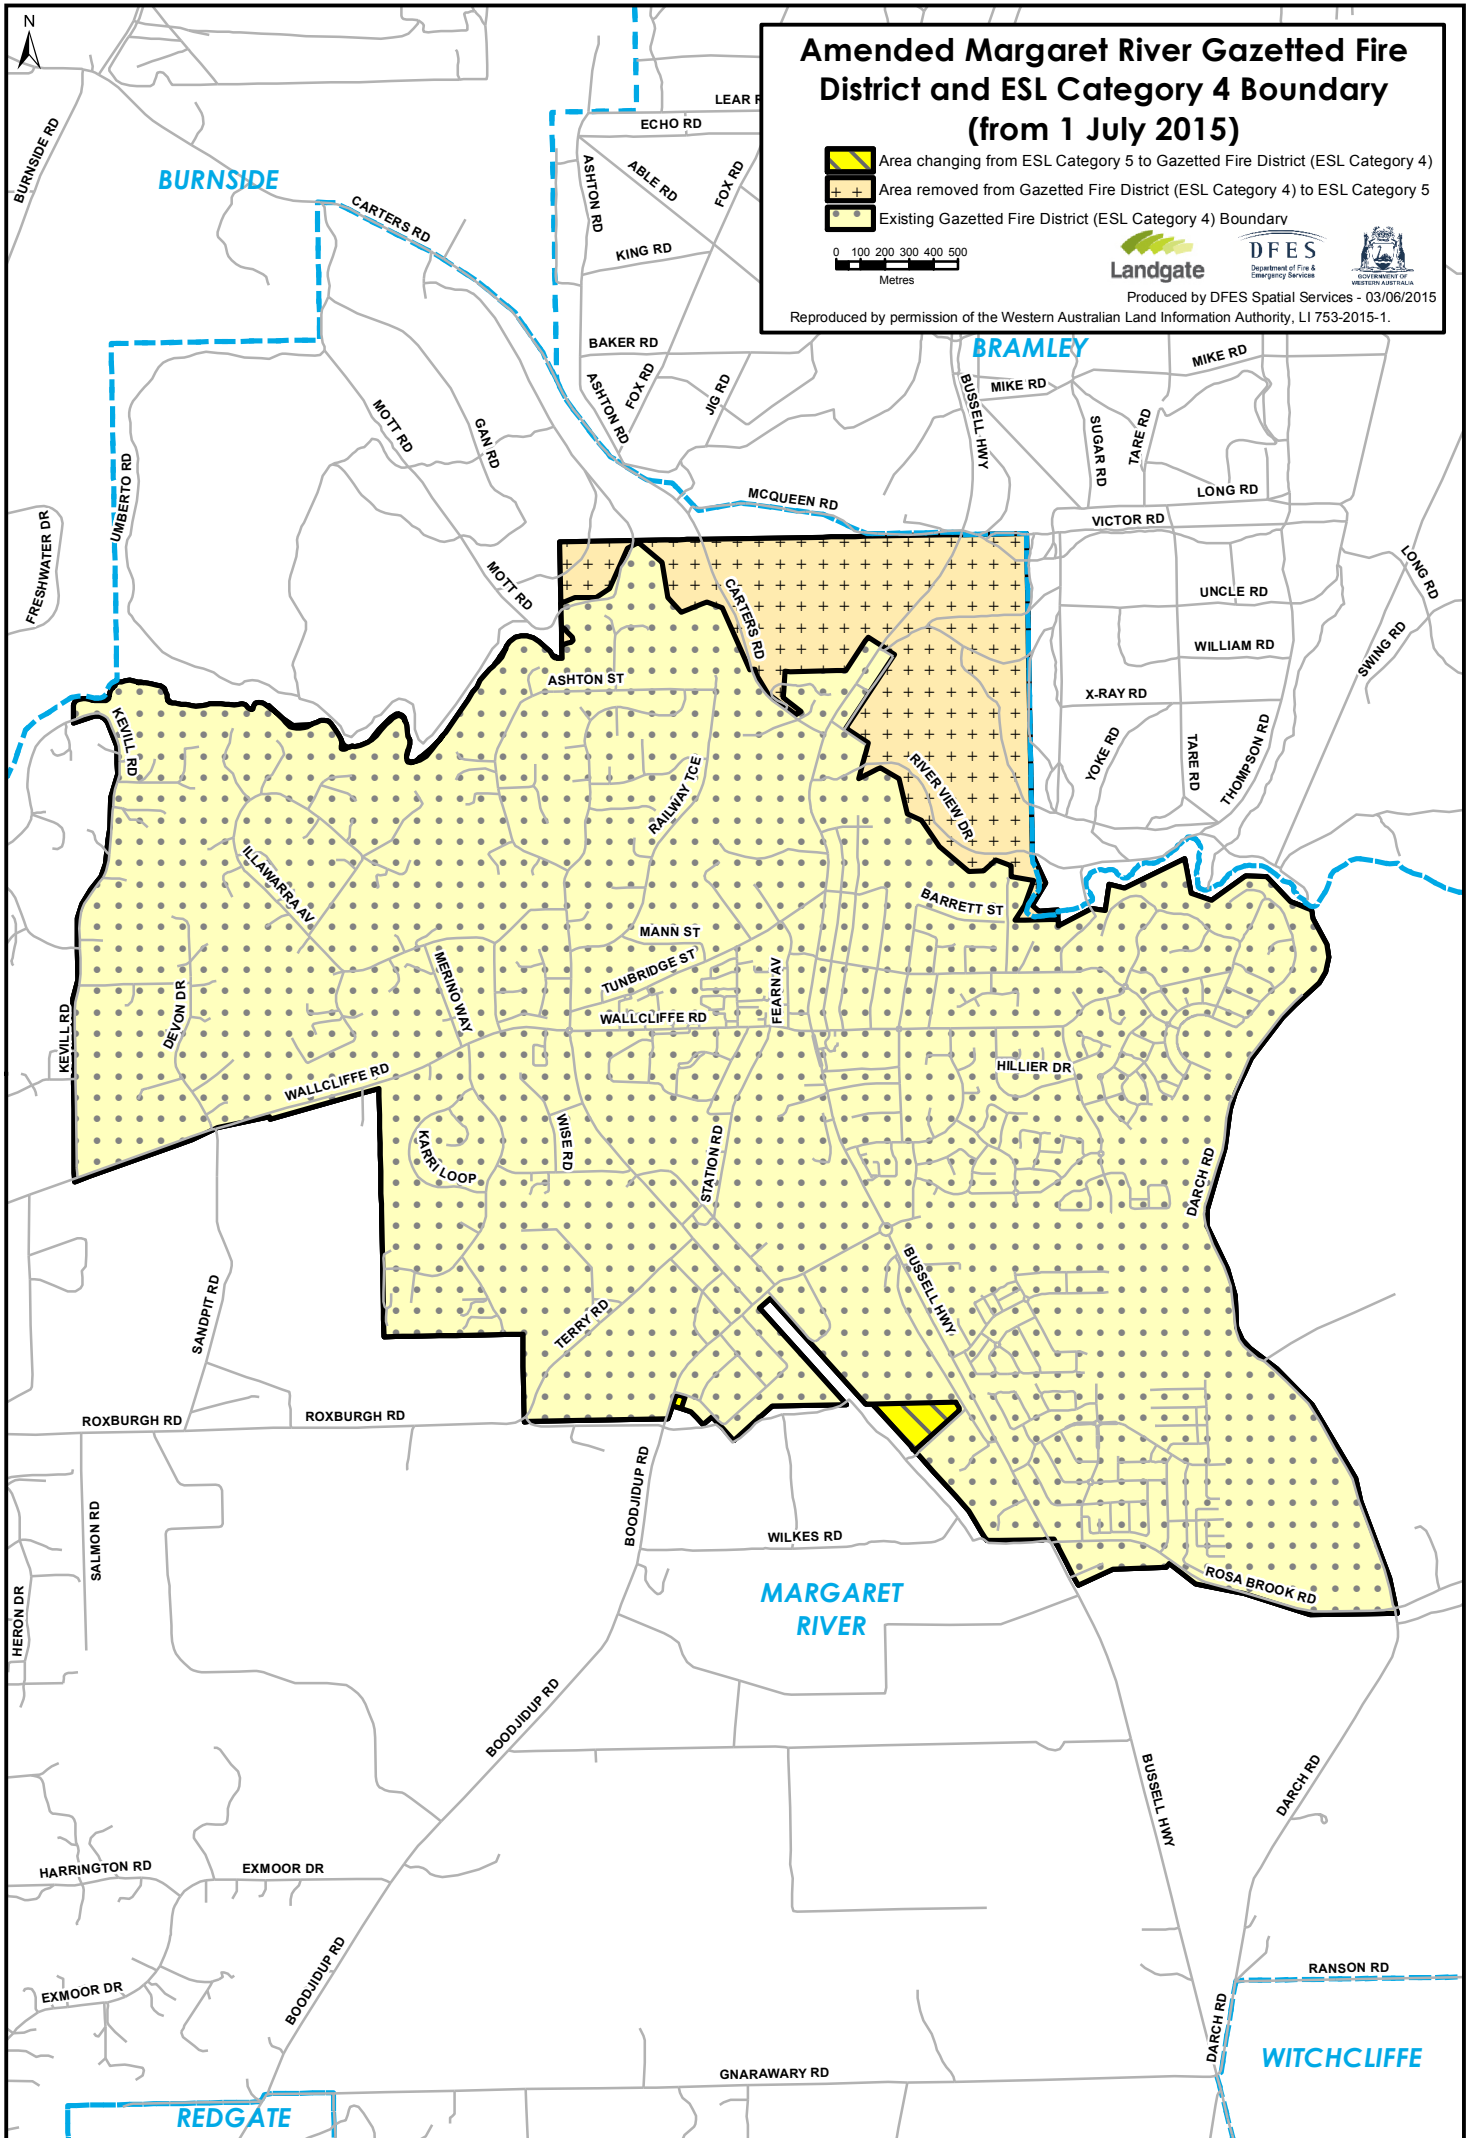 N
Amended Margaret River Gazetted Fire
District and ESL Category 4 Boundary
(from 1 July 2015)
Area changing from ESL Category 5 to Gazetted Fire District (ESL Category 4)
Area removed from Gazetted Fire District (ESL Category 4) to ESL Category 5
Existing Gazetted Fire District (ESL Category 4) Boundary
0 100 200 300 400 500
Metres
Landgate
DFES
Department of Fire &
Emergency Services
GOVERNMENT OF
WESTERN AUSTRALIA
Produced by DFES Spatial Services - 03/06/2015
Reproduced by permission of the Western Australian Land Information Authority, LI 753-2015-1.
LEAR R
ECHO RD
BURNSIDE RD
BURNSIDE
ASHTON RD
ABLE RD
FOX RD
CARTERS RD
KING RD
BAKER RD
BRAMLEY
MIKE RD
MIKE RD
BUSSELL HWY
ASHTON RD
FOX RD
JIG RD
MOTT RD
GAN RD
SUGAR RD
TARE RD
UMBERTO RD
MCQUEEN RD
LONG RD
VICTOR RD
FRESHWATER DR
MOTT RD
CARTERS RD
LONG RD
UNCLE RD
WILLIAM RD
SWING RD
ASHTON ST
X-RAY RD
KEVILL RD
YOKE RD
TARE RD
THOMPSON RD
RAILWAY TCE
RIVER VIEW DR
ILLAWARRA AV
BARRETT ST
MANN ST
MERINO WAY
TUNBRIDGE ST
FEARN AV
DEVON DR
WALLCLIFFE RD
KEVILL RD
HILLIER DR
WALLCLIFFE RD
KARRI LOOP
WISE RD
STATION RD
DARCH RD
BUSSELL HWY
SANDPIT RD
TERRY RD
ROXBURGH RD
ROXBURGH RD
BOODJIDUP RD
SALMON RD
WILKES RD
HERON DR
MARGARET
RIVER
ROSA BROOK RD
BOODJIDUP RD
BUSSELL HWY
DARCH RD
HARRINGTON RD
EXMOOR DR
BOODJIDUP RD
EXMOOR DR
RANSON RD
DARCH RD
WITCHCLIFFE
GNARAWARY RD
REDGATE